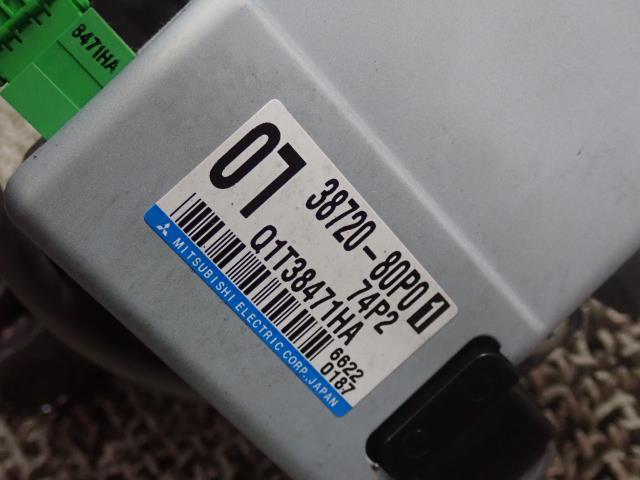 8471HA
07
38720-80P0 1
74P2
Q1T38471HA
6622
0187
MITSUBISHI ELECTRIC CORP., JAPAN